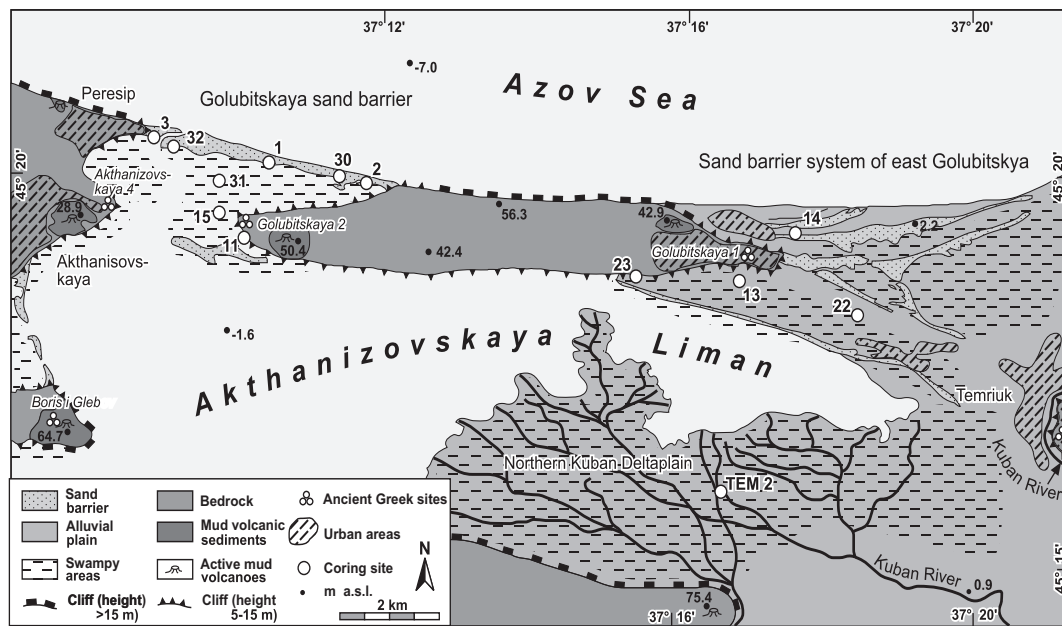 37° 12'
37° 16'
37° 20'
-7.0
Azov Sea
Peresip
Golubitskaya sand barrier
3
32
1
30
2
Sand barrier system of east Golubitskya
45° 20'
45° 20'
Akthanizovs-
kaya 4
31
28.9
15
Golubitskaya 2
56.3
42.9
14
2.2
11
50.4
42.4
Golubitskaya 1
Akthanisovs-
kaya
23
13
22
-1.6
Akthanizovskaya Liman
Boris i Gleb
64.7
Temriuk
Kuban River
Northern Kuban Deltaplain
TEM 2
Kuban River
0.9
45° 15'
75.4
37° 16'
37° 20'
Sand
barrier
Bedrock
Ancient Greek sites
Alluvial
plain
Mud volcanic
sediments
Urban areas
Swampy
areas
Active mud
volcanoes
Coring site
N
Cliff (height)
>15 m)
Cliff (height
5-15 m)
m a.s.l.
2 km